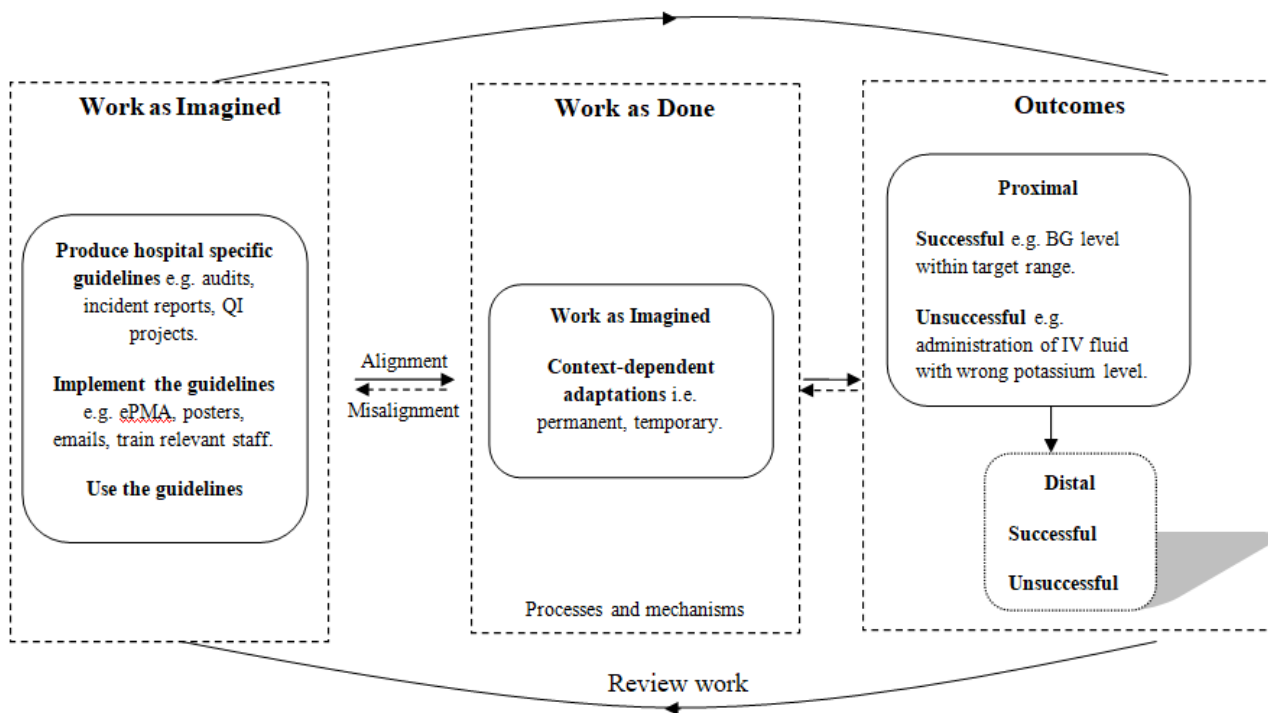 Work as Imagined
Produce hospital specific
guidelines e.g. audits,
incident reports, QI
projects.
Implement the guidelines
e.g. ePMA, posters,
emails, train relevant staff.
Use the guidelines
Alignment
Misalignment
Work as Done
Work as Imagined
Context-dependent
adaptations i.e.
permanent, temporary.
Processes and mechanisms
Outcomes
Proximal
Successful e.g. BG level
within target range.
Unsuccessful e.g.
administration of IV fluid
with wrong potassium level.
Distal
Successful
Unsuccessful
Review work